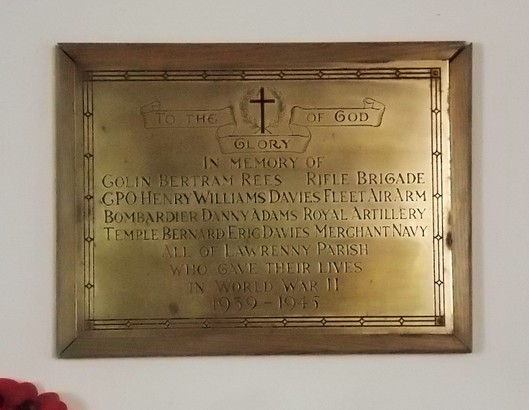 TO THE GLORY OF GOD
IN MEMORY OF
COLIN BERTRAM REES RIFLE BRIGADE
GPO HENRY WILLIAMS DAVIES FLEET AIR ARM
BOMBARDIER DANNY ADAMS ROYAL ARTILLERY
TEMPLE BERNARD ERIC DAVIES MERCHANT NAVY
ALL OF LAWRENNY PARISH
WHO GAVE THEIR LIVES
IN WORLD WAR II
1939-1945